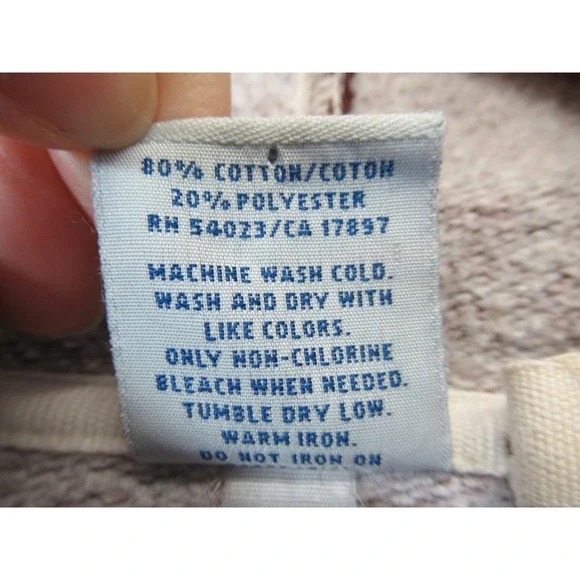 80% COTTON/COTON
20% POLYESTER
RN 54023/CA 17897
MACHINE WASH COLD.
WASH AND DRY WITH
LIKE COLORS.
ONLY NON-CHLORINE
BLEACH WHEN NEEDED.
TUMBLE DRY LOW.
WARM IRON.
DO NOT IRON ON